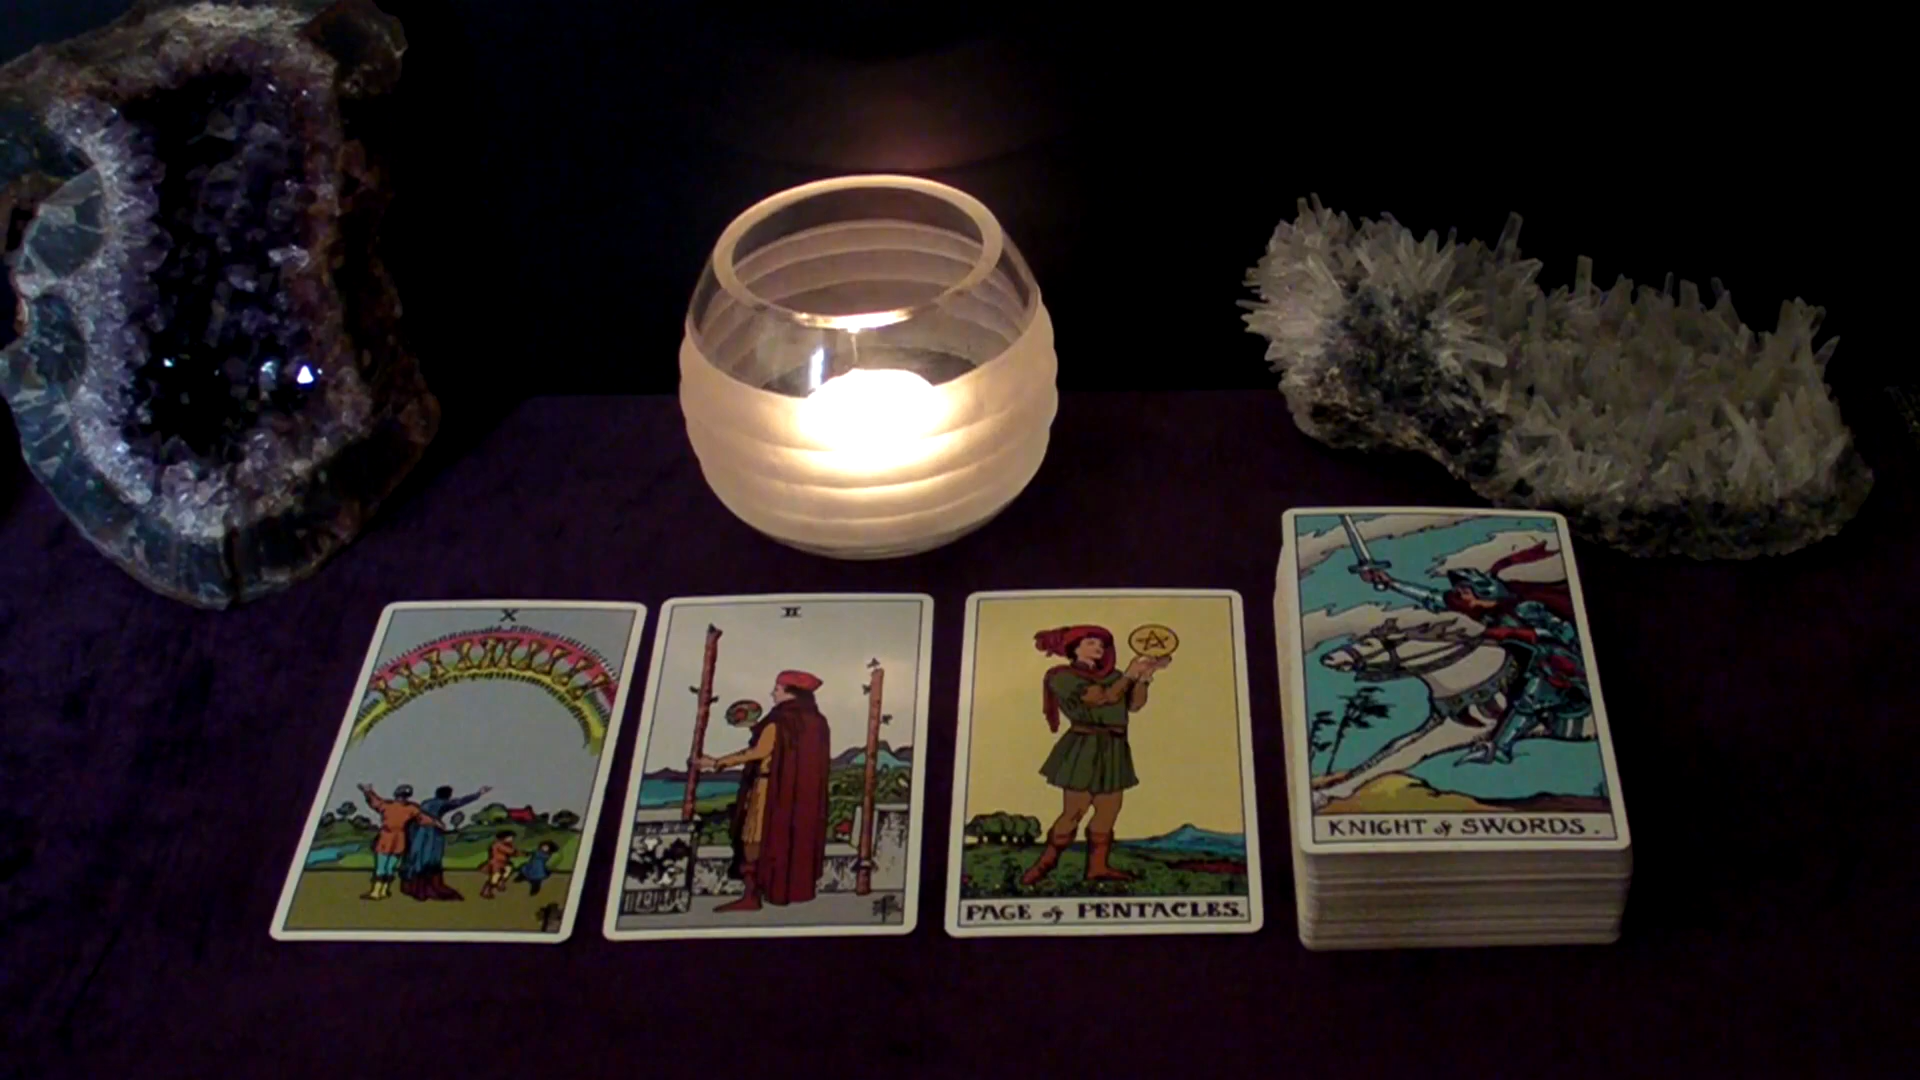 X
II
PAGE of PENTACLES.
KNIGHT of SWORDS.